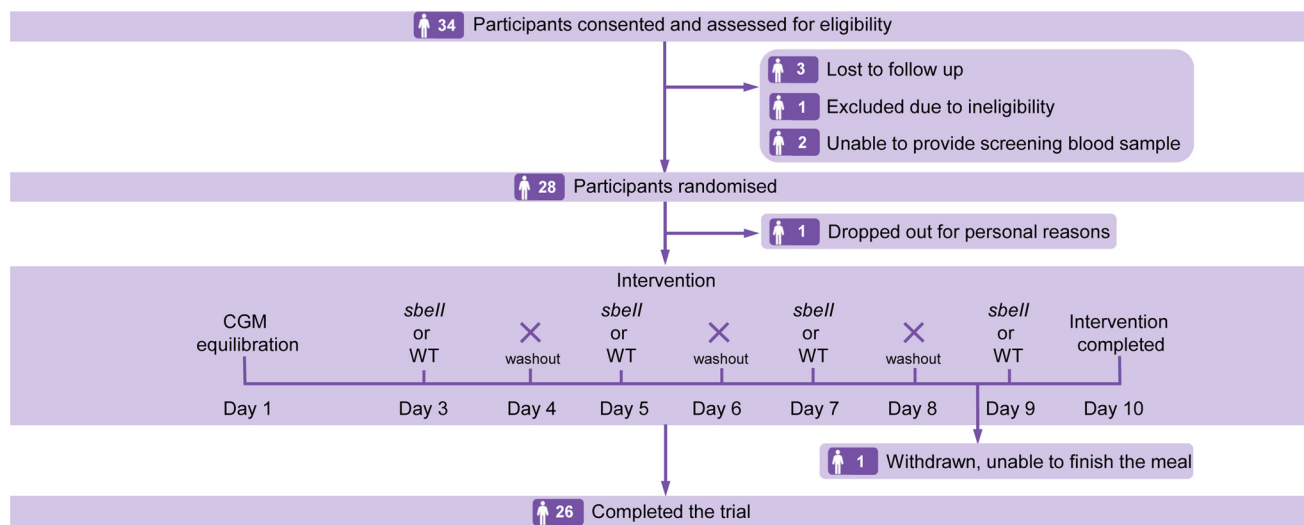 34 Participants consented and assessed for eligibility
3 Lost to follow up
1 Excluded due to ineligibility
2 Unable to provide screening blood sample
28 Participants randomised
1 Dropped out for personal reasons
Intervention
CGM
equilibration
sbeII
or
WT
washout
sbeII
or
WT
washout
sbeII
or
WT
washout
sbeII
or
WT
Intervention
completed
Day 1
Day 3
Day 4
Day 5
Day 6
Day 7
Day 8
Day 9
Day 10
1 Withdrawn, unable to finish the meal
26 Completed the trial